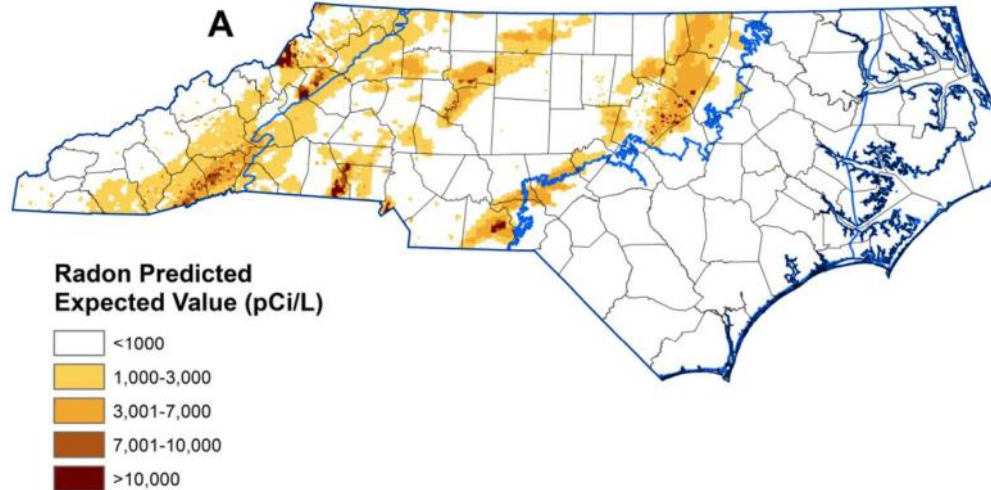 A
Radon Predicted
Expected Value (pCi/L)
<1000
1,000-3,000
3,001-7,000
7,001-10,000
>10,000